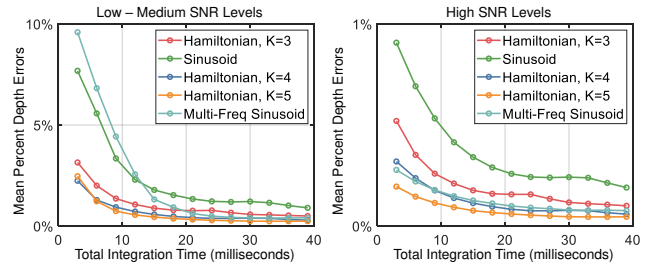 Low – Medium SNR Levels
Mean Percent Depth Errors
10%
5%
0%
Hamiltonian, K=3
Sinusoid
Hamiltonian, K=4
Hamiltonian, K=5
Multi-Freq Sinusoid
0 10 20 30 40
Total Integration Time (milliseconds)
High SNR Levels
Mean Percent Depth Errors
1%
0%
Hamiltonian, K=3
Sinusoid
Hamiltonian, K=4
Hamiltonian, K=5
Multi-Freq Sinusoid
0 10 20 30 40
Total Integration Time (milliseconds)